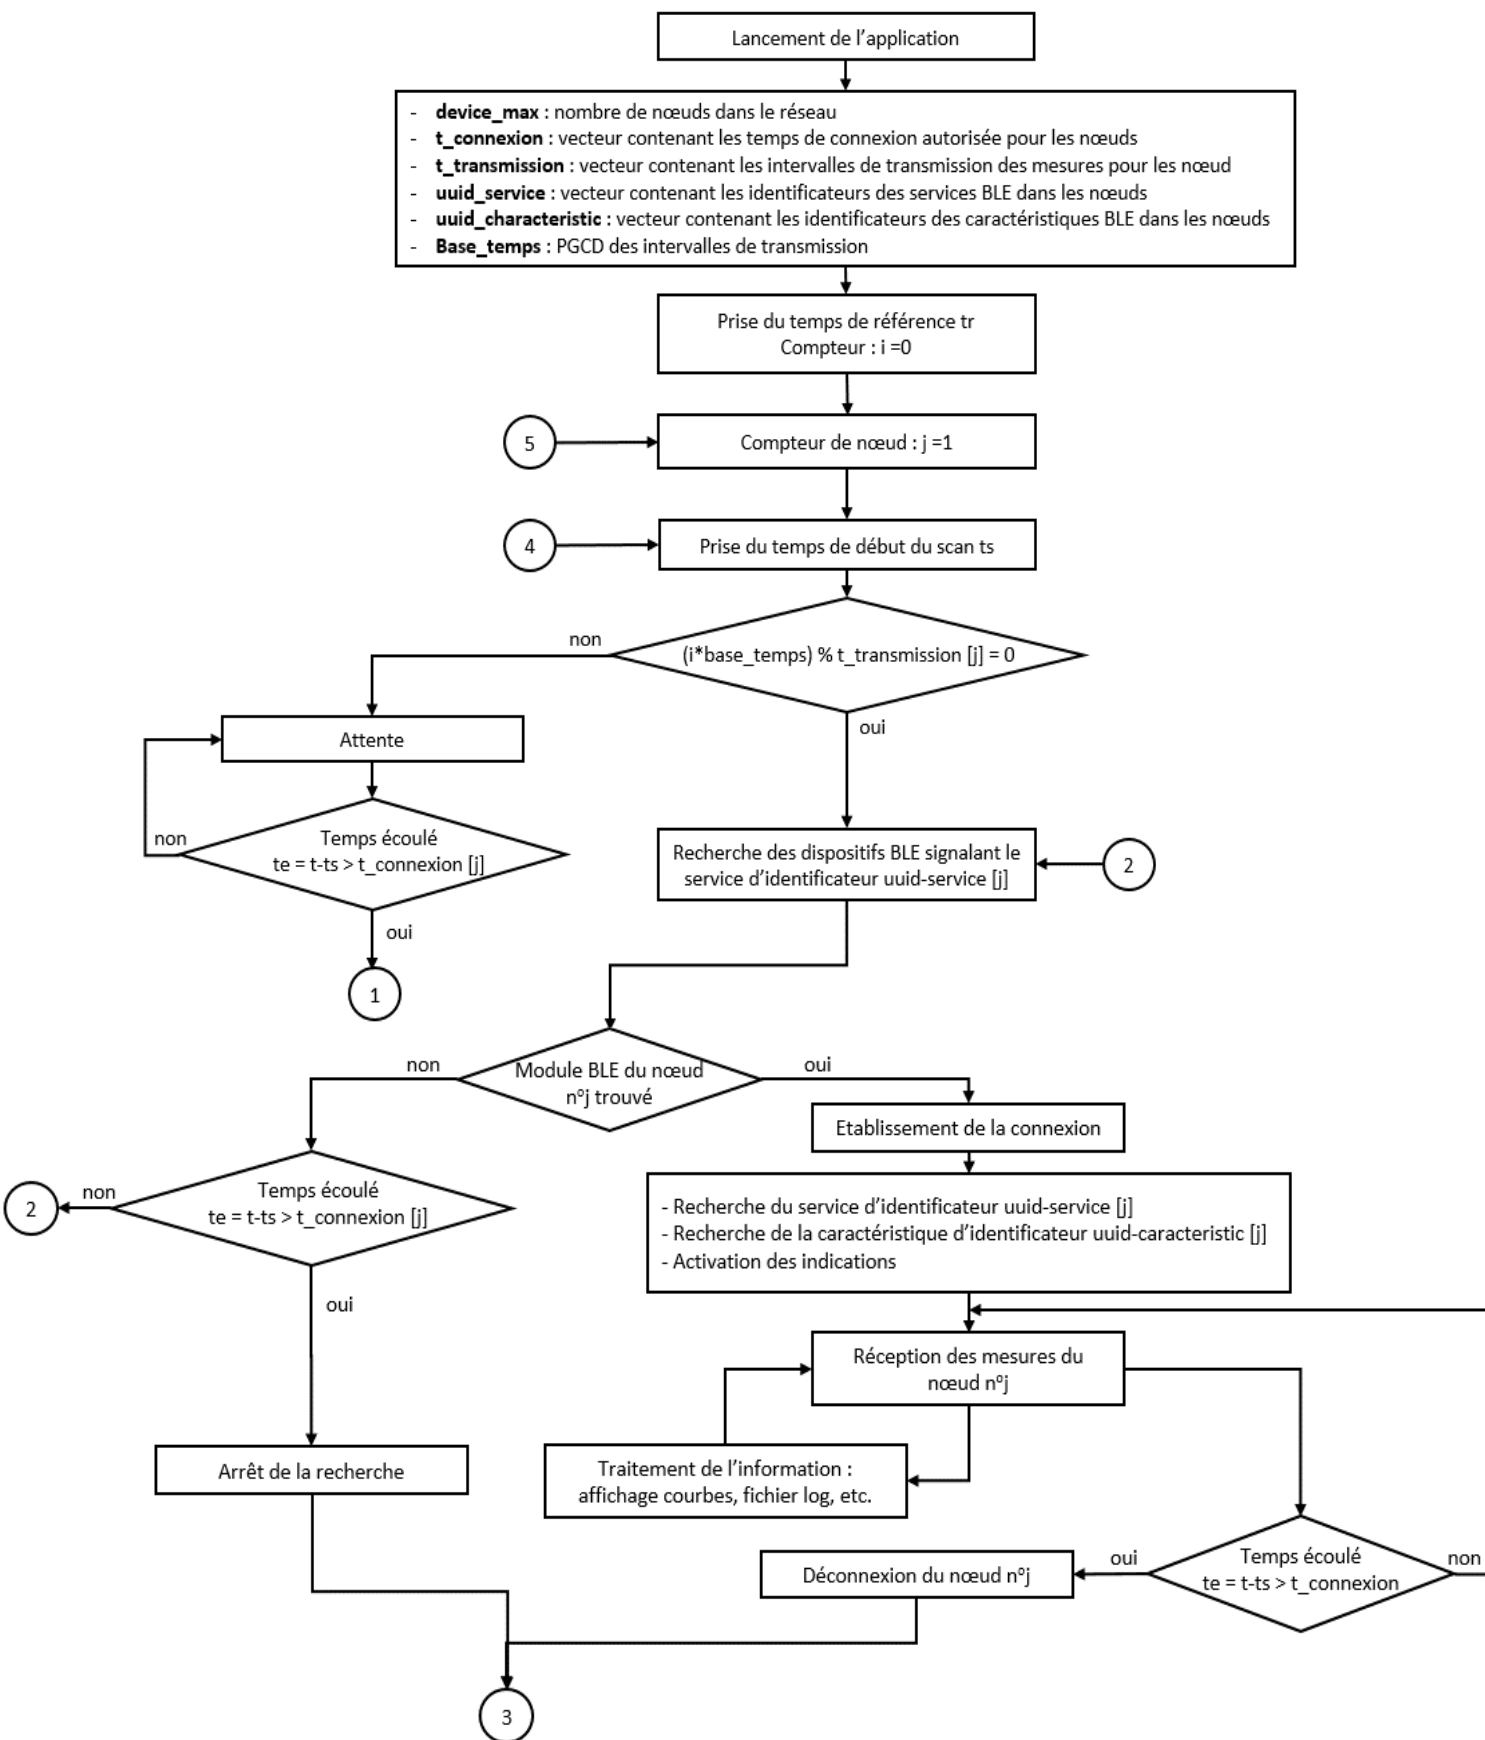 Lancement de l’application
- device_max : nombre de nœuds dans le réseau
- t_connexion : vecteur contenant les temps de connexion autorisée pour les nœuds
- t_transmission : vecteur contenant les intervalles de transmission des mesures pour les nœud
- uuid_service : vecteur contenant les identificateurs des services BLE dans les nœuds
- uuid_characteristic : vecteur contenant les identificateurs des caractéristiques BLE dans les nœuds
- Base_temps : PGCD des intervalles de transmission
Prise du temps de référence tr
Compteur : i =0
5
Compteur de nœud : j =1
4
Prise du temps de début du scan ts
non
(i*base_temps) % t_transmission [j] = 0
oui
Attente
non
Temps écoulé
te = t-ts > t_connexion [j]
oui
1
Recherche des dispositifs BLE signalant le
service d’identificateur uuid-service [j]
2
non
Module BLE du nœud
n°j trouvé
oui
Etablissement de la connexion
2
non
Temps écoulé
te = t-ts > t_connexion [j]
oui
- Recherche du service d’identificateur uuid-service [j]
- Recherche de la caractéristique d’identificateur uuid-caracteristic [j]
- Activation des indications
Réception des mesures du
nœud n°j
Arrêt de la recherche
Traitement de l’information :
affichage courbes, fichier log, etc.
Déconnexion du nœud n°j
oui
Temps écoulé
te = t-ts > t_connexion
non
3